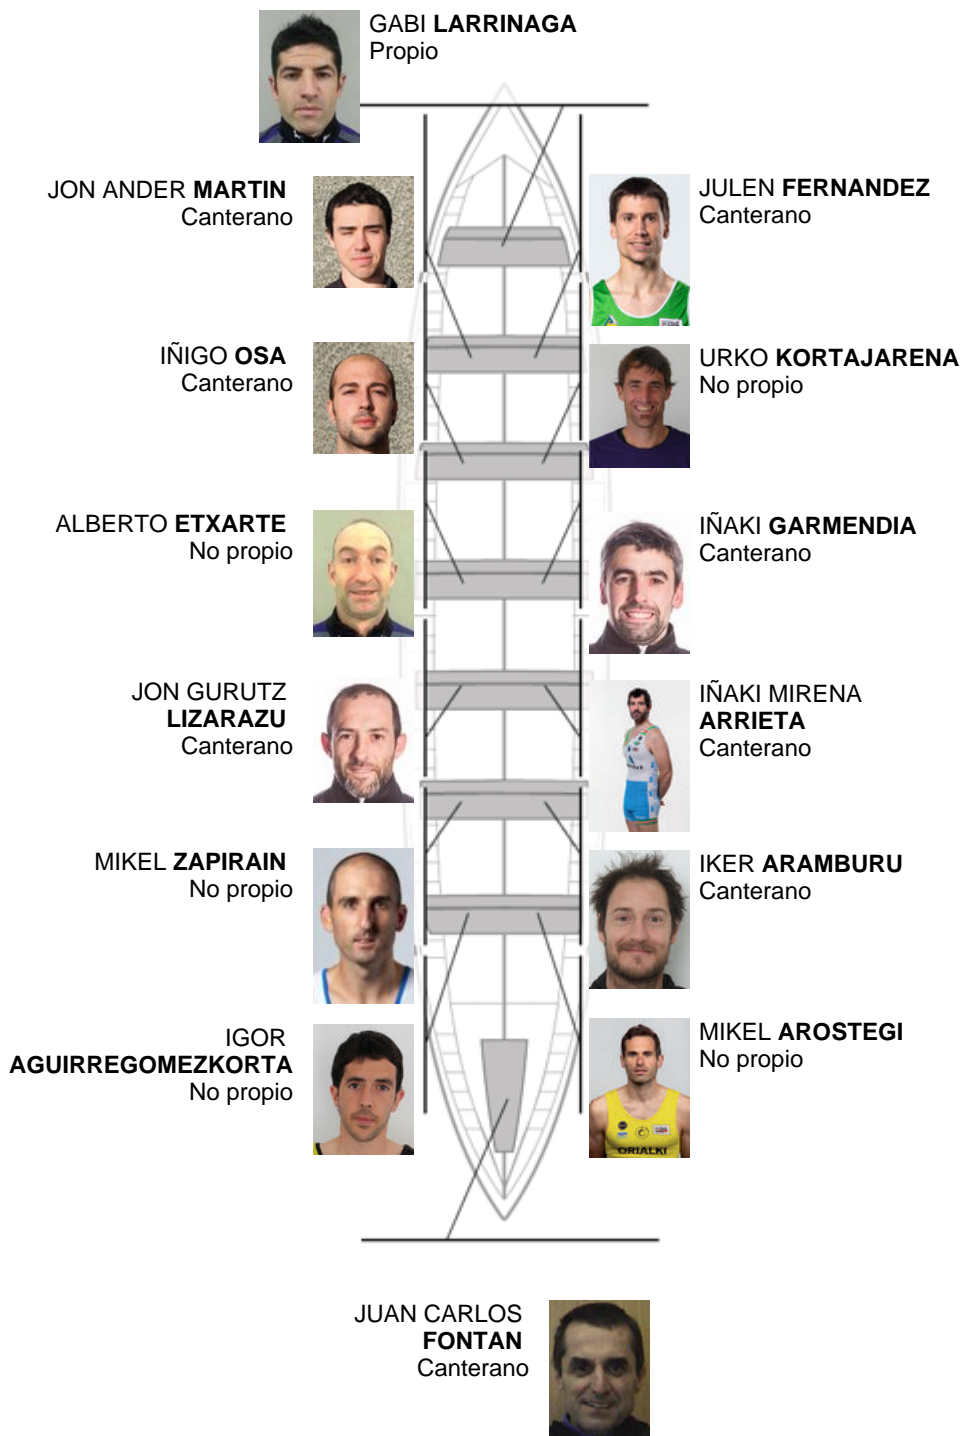 GABI LARRINAGA
Propio
JON ANDER MARTIN
Canterano
JULEN FERNANDEZ
Canterano
IÑIGO OSA
Canterano
URKO KORTAJARENA
No propio
ALBERTO ETXARTE
No propio
IÑAKI GARMENDIA
Canterano
JON GURUTZ
LIZARAZU
Canterano
IÑAKI MIRENA
ARRIETA
Canterano
MIKEL ZAPIRAIN
No propio
IKER ARAMBURU
Canterano
IGOR
AGUIRREGOMEZKORTA
No propio
MIKEL AROSTEGI
No propio
ORIALKI
JUAN CARLOS
FONTAN
Canterano